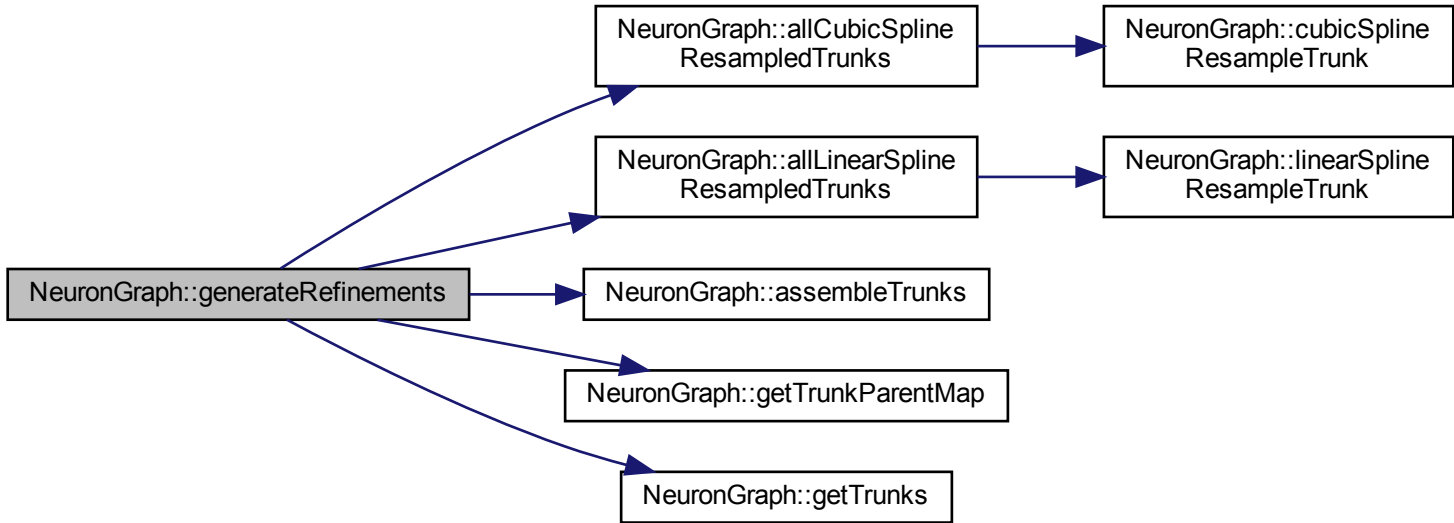 NeuronGraph::allCubicSpline
ResampledTrunks
NeuronGraph::cubicSpline
ResampleTrunk
NeuronGraph::allLinearSpline
ResampledTrunks
NeuronGraph::linearSpline
ResampleTrunk
NeuronGraph::generateRefinements
NeuronGraph::assembleTrunks
NeuronGraph::getTrunkParentMap
NeuronGraph::getTrunks